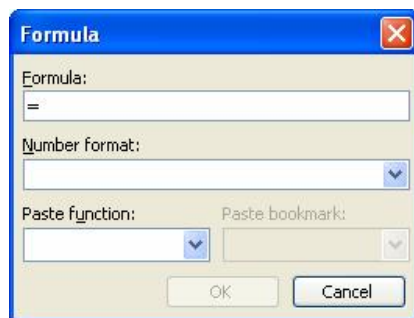 Formula
Formula:
=
Number format:
Paste function: Paste bookmark:
OK Cancel